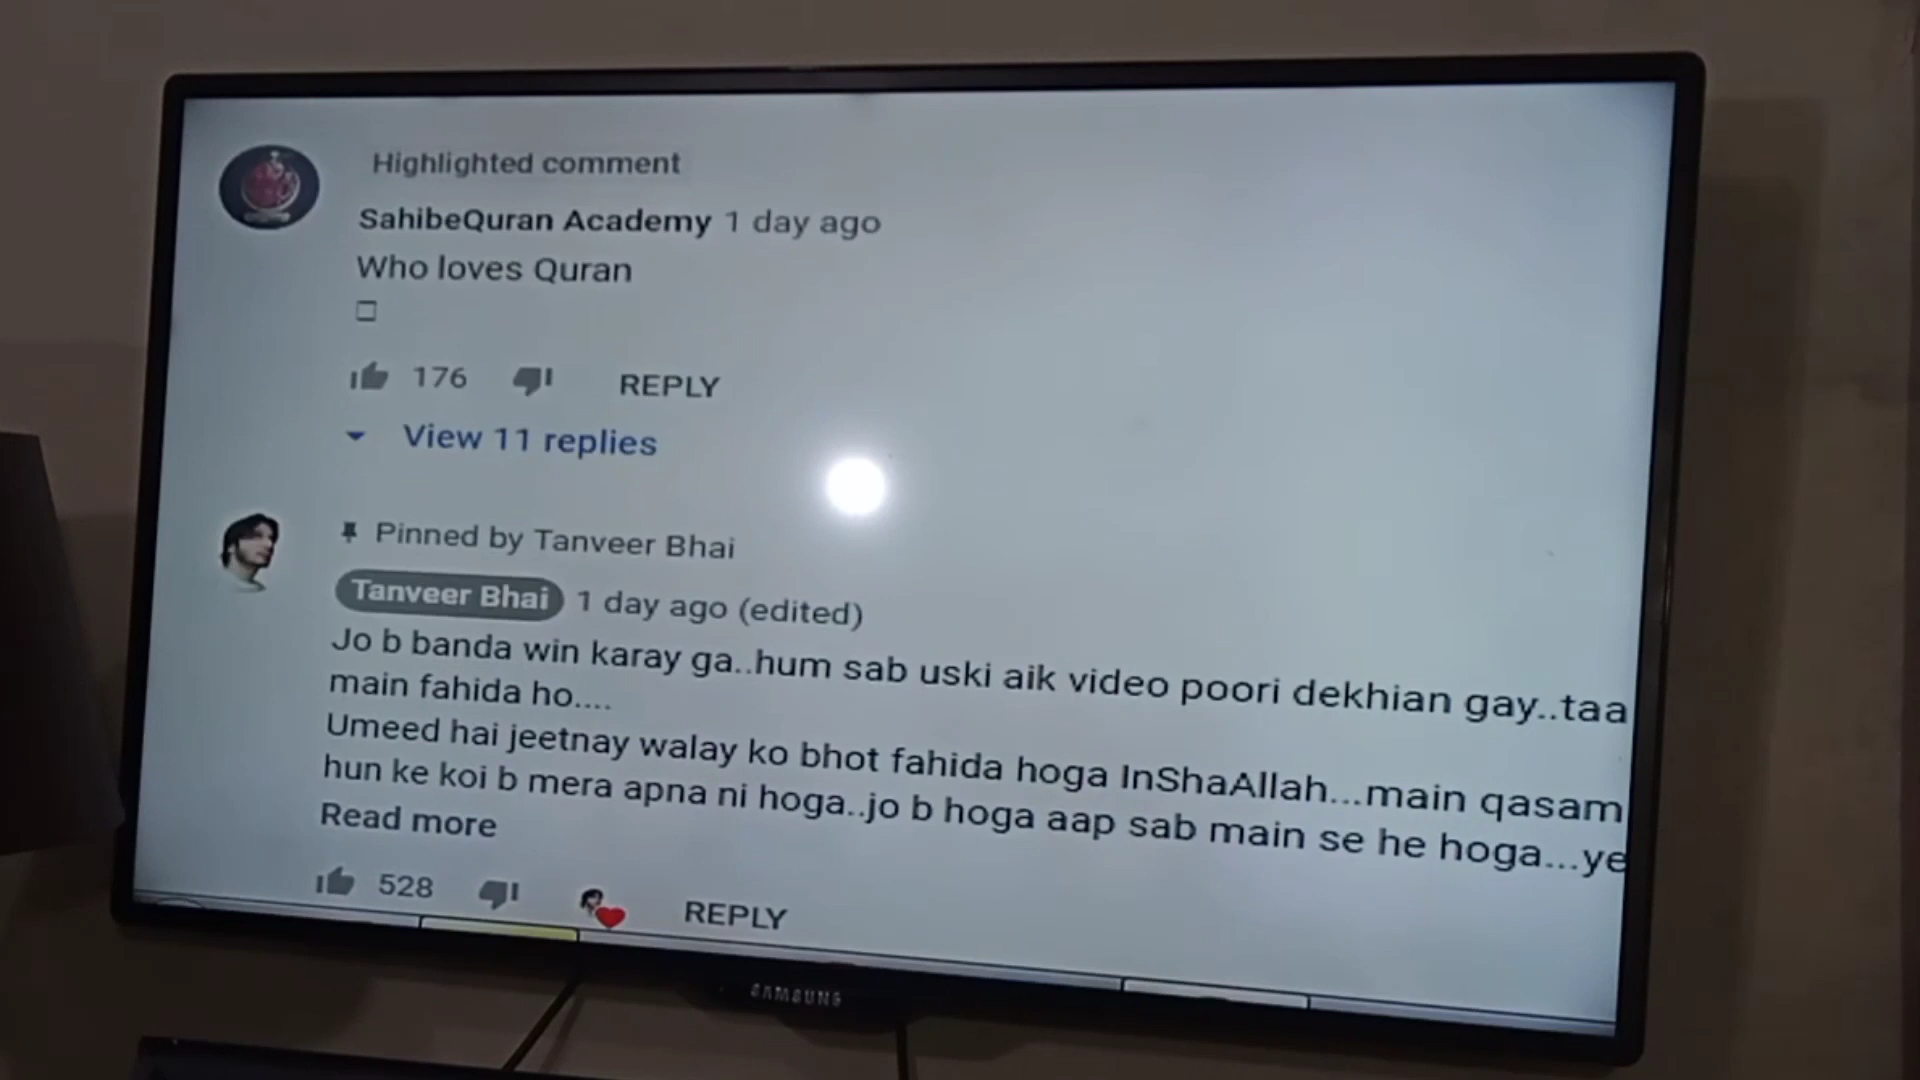 Highlighted comment
SahibeQuran Academy 1 day ago
Who loves Quran
176 REPLY
View 11 replies
Pinned by Tanveer Bhai
Tanveer Bhai 1 day ago (edited)
Jo b banda win karay ga..hum sab uski aik video poori dekhian gay..taa
main fahida ho....
Umeed hai jeetnay walay ko bhot fahida hoga InShaAllah...main qasam
hun ke koi b mera apna ni hoga..jo b hoga aap sab main se he hoga...ye
Read more
528 REPLY
SAMSUNG